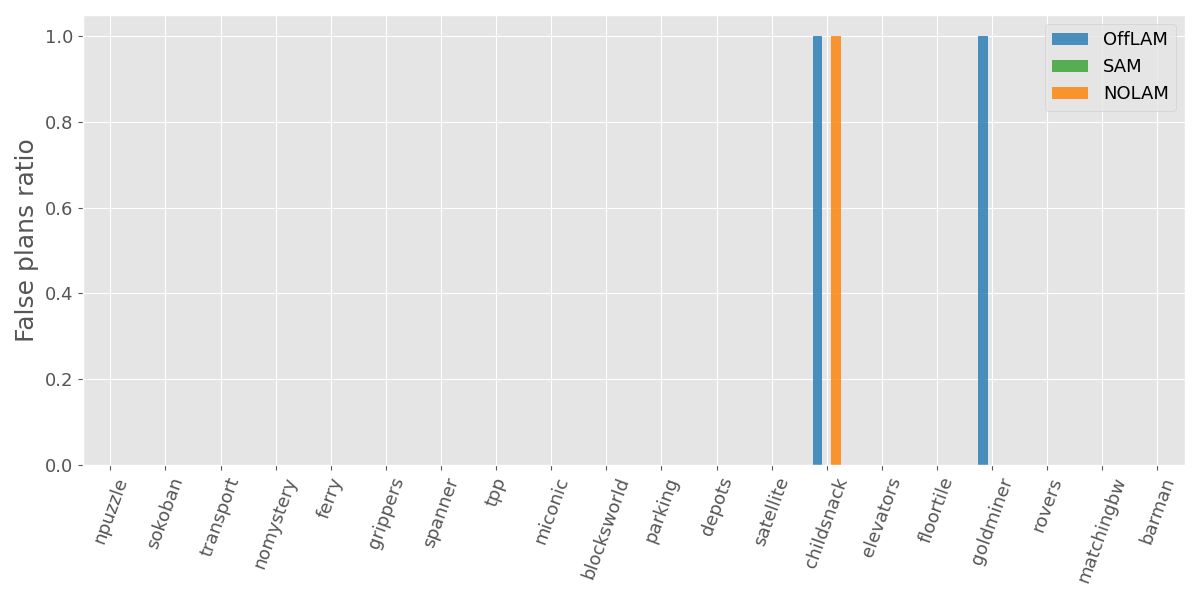 OffLAM
SAM
NOLAM
False plans ratio
1.0
0.8
0.6
0.4
0.2
0.0
npuzzle
sokoban
transport
nomystery
ferry
grippers
spanner
tpp
miconic
blocksworld
parking
depots
satellite
childsnack
elevators
floortile
goldminer
rovers
matchingbw
barman